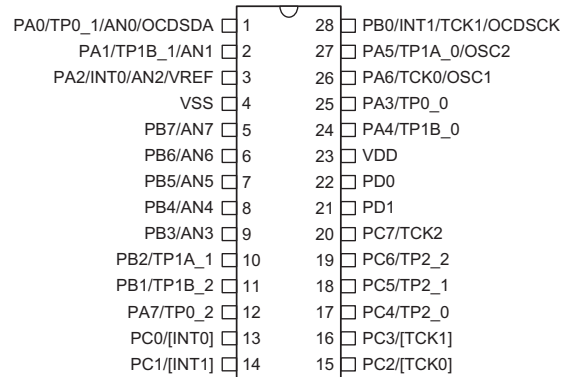 PA0/TP0_1/AN0/OCDSDA 1 28 PB0/INT1/TCK1/OCDSCK
PA1/TP1B_1/AN1 2 27 PA5/TP1A_0/OSC2
PA2/INT0/AN2/VREF 3 26 PA6/TCK0/OSC1
VSS 4 25 PA3/TP0_0
PB7/AN7 5 24 PA4/TP1B_0
PB6/AN6 6 23 VDD
PB5/AN5 7 22 PD0
PB4/AN4 8 21 PD1
PB3/AN3 9 20 PC7/TCK2
PB2/TP1A_1 10 19 PC6/TP2_2
PB1/TP1B_2 11 18 PC5/TP2_1
PA7/TP0_2 12 17 PC4/TP2_0
PC0/[INT0] 13 16 PC3/[TCK1]
PC1/[INT1] 14 15 PC2/[TCK0]